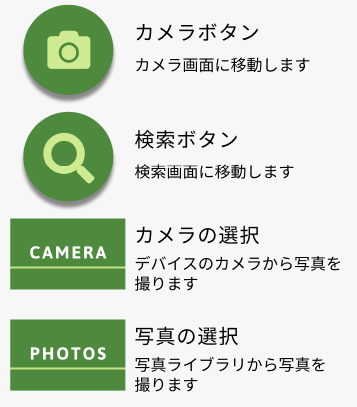 カメラボタン
カメラ画面に移動します
検索ボタン
検索画面に移動します
CAMERA
カメラの選択
デバイスのカメラから写真を
撮ります
PHOTOS
写真の選択
写真ライブラリから写真を
撮ります